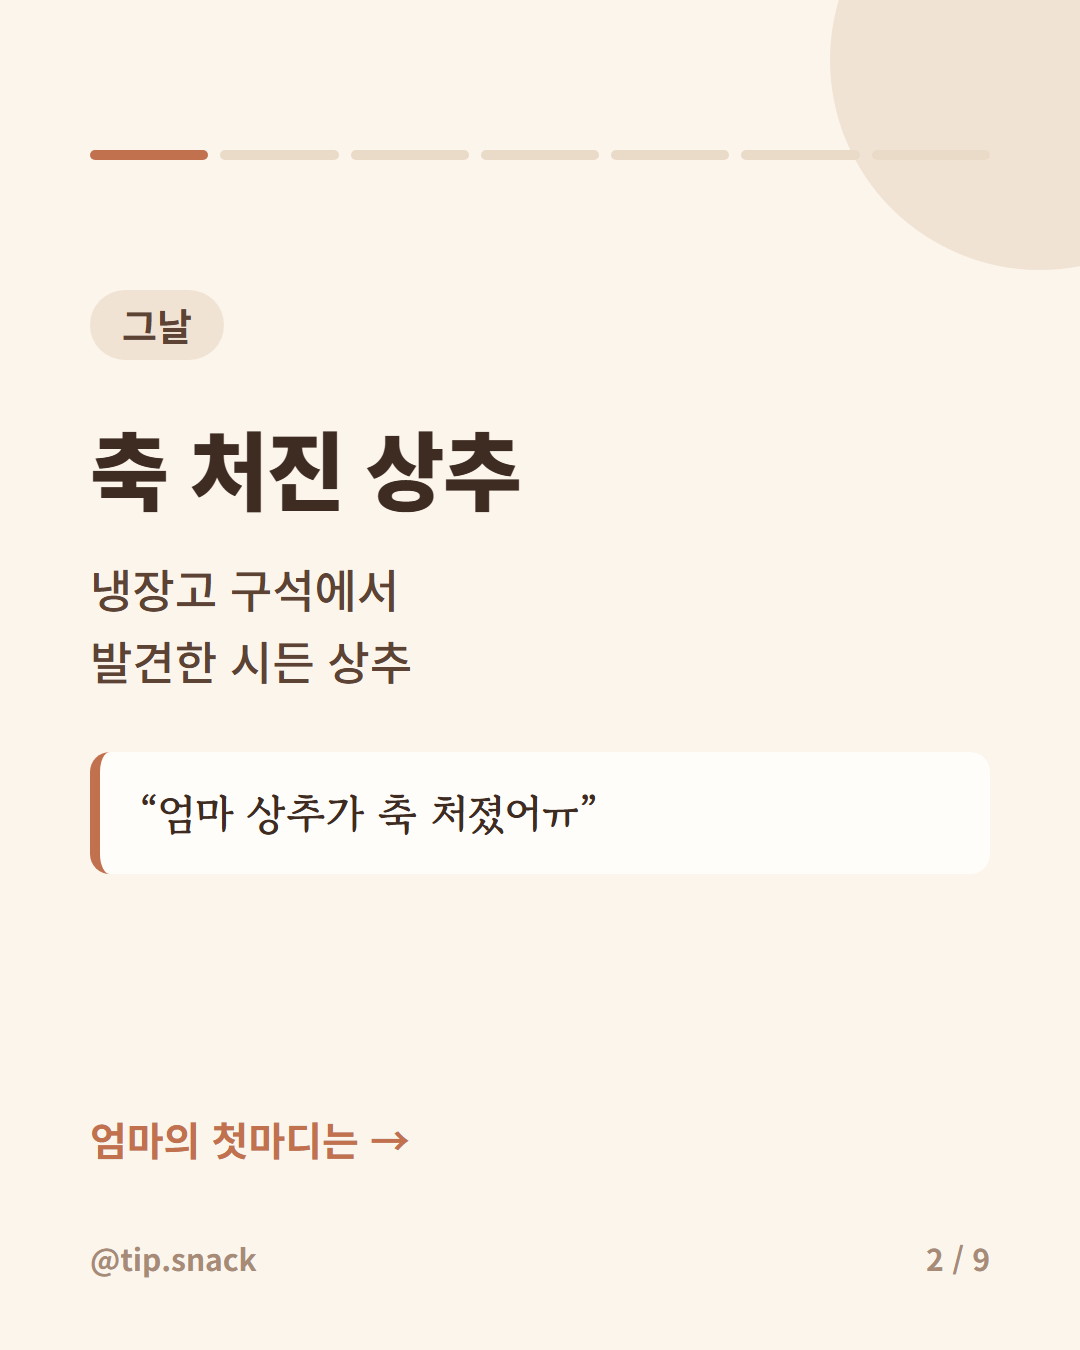 그날
축 처진 상추
냉장고 구석에서
발견한 시든 상추
“엄마 상추가 축 처졌어ㅠ”
엄마의 첫마디는 →
@tip.snack
2 / 9